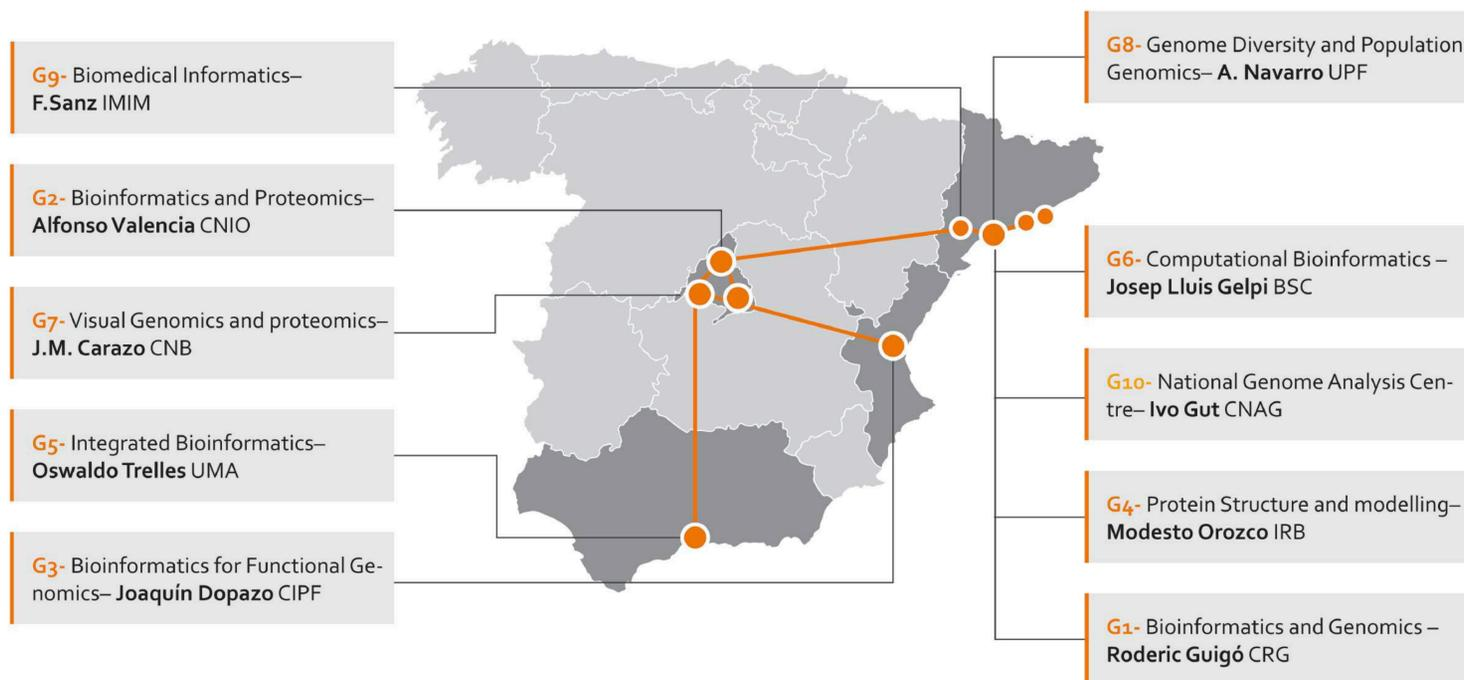 G9- Biomedical Informatics–
F.Sanz IMIM
G2- Bioinformatics and Proteomics–
Alfonso Valencia CNIO
G7- Visual Genomics and proteomics–
J.M. Carazo CNB
G5- Integrated Bioinformatics–
Oswaldo Trelles UMA
G3- Bioinformatics for Functional Ge-
nomics– Joaquín Dopazo CIPF
G8- Genome Diversity and Population
Genomics– A. Navarro UPF
G6- Computational Bioinformatics –
Josep Lluis Gelpi BSC
G10- National Genome Analysis Cen-
tre– Ivo Gut CNAG
G4- Protein Structure and modelling–
Modesto Orozco IRB
G1- Bioinformatics and Genomics –
Roderic Guigó CRG